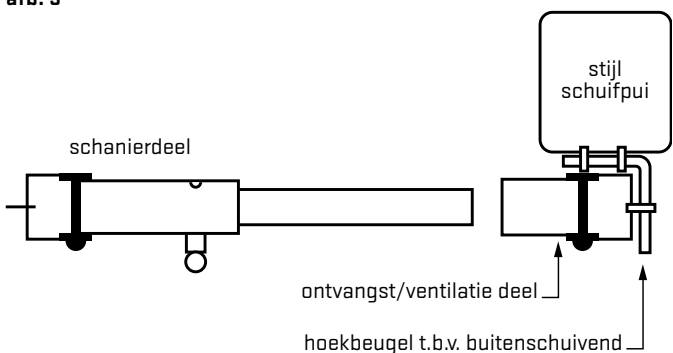 afb. 3
stijl
schuifpui
schanierdeel
ontvangst/ventilatie deel
hoekbeugel t.b.v. buitenschuivend